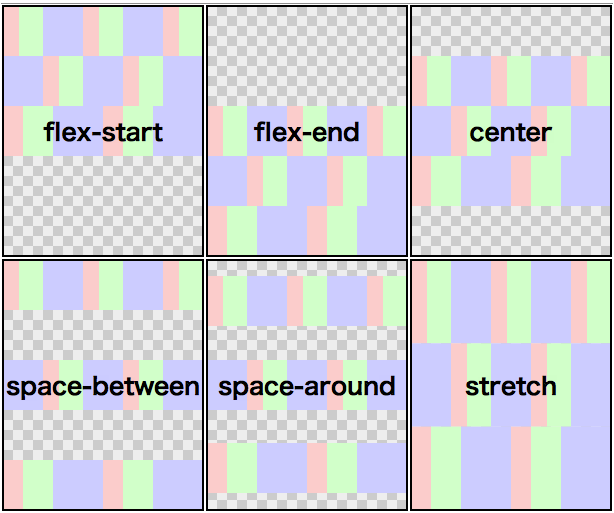 flex-start
flex-end
center
space-between
space-around
stretch